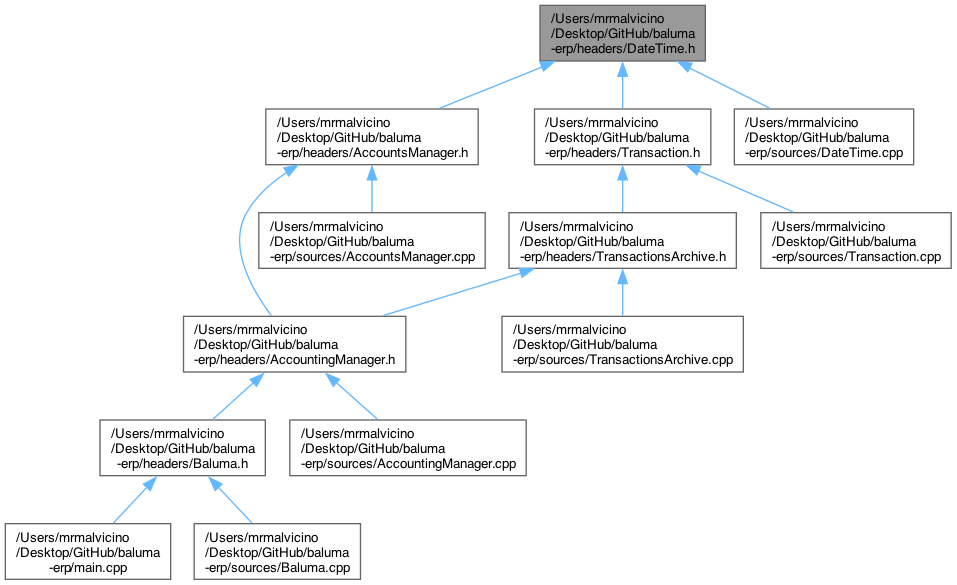 /Users/mrmalvicino
/Desktop/GitHub/baluma
-erp/headers/DateTime.h
/Users/mrmalvicino
/Desktop/GitHub/baluma
-erp/headers/AccountsManager.h
/Users/mrmalvicino
/Desktop/GitHub/baluma
-erp/headers/Transaction.h
/Users/mrmalvicino
/Desktop/GitHub/baluma
-erp/sources/DateTime.cpp
/Users/mrmalvicino
/Desktop/GitHub/baluma
-erp/sources/AccountsManager.cpp
/Users/mrmalvicino
/Desktop/GitHub/baluma
-erp/headers/TransactionsArchive.h
/Users/mrmalvicino
/Desktop/GitHub/baluma
-erp/sources/Transaction.cpp
/Users/mrmalvicino
/Desktop/GitHub/baluma
-erp/headers/AccountingManager.h
/Users/mrmalvicino
/Desktop/GitHub/baluma
-erp/sources/TransactionsArchive.cpp
/Users/mrmalvicino
/Desktop/GitHub/baluma
-erp/headers/Baluma.h
/Users/mrmalvicino
/Desktop/GitHub/baluma
-erp/sources/AccountingManager.cpp
/Users/mrmalvicino
/Desktop/GitHub/baluma
-erp/main.cpp
/Users/mrmalvicino
/Desktop/GitHub/baluma
-erp/sources/Baluma.cpp